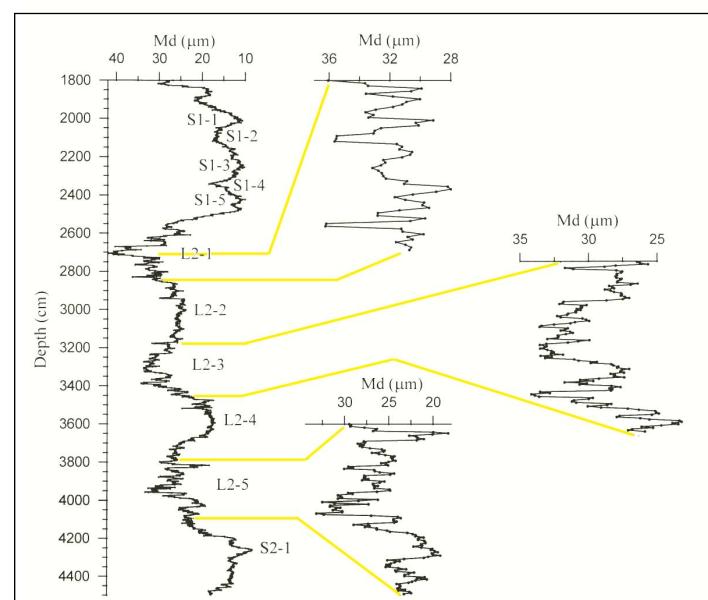 Md (μm)
40 30 20 10
Md (μm)
36 32 28
Depth (cm)
1800
2000
2200
2400
2600
2800
3000
3200
3400
3600
3800
4000
4200
4400
S1-1
S1-2
S1-3
S1-4
S1-5
L2-1
L2-2
L2-3
L2-4
L2-5
S2-1
Md (μm)
35 30 25
Md (μm)
30 20